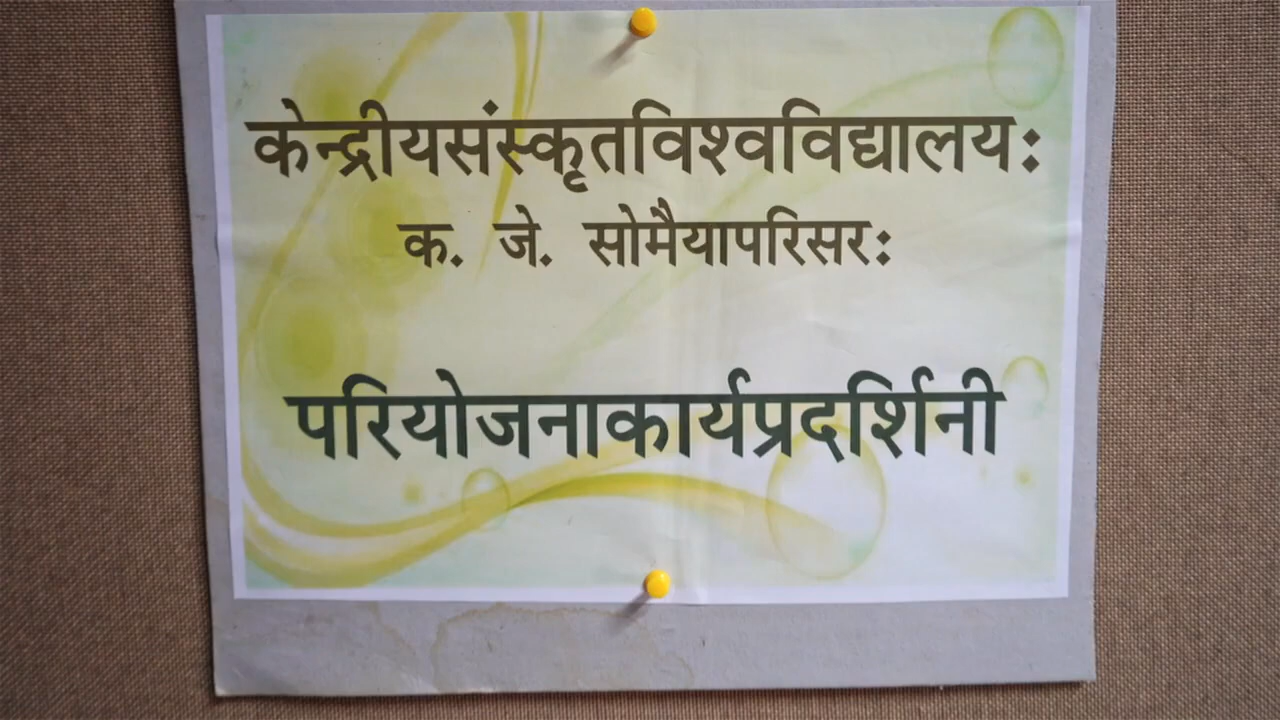 केन्द्रीयसंस्कृतविश्वविद्यालयः
क. जे. सोमैयापरिसरः
परियोजनाकार्यप्रदर्शिनी